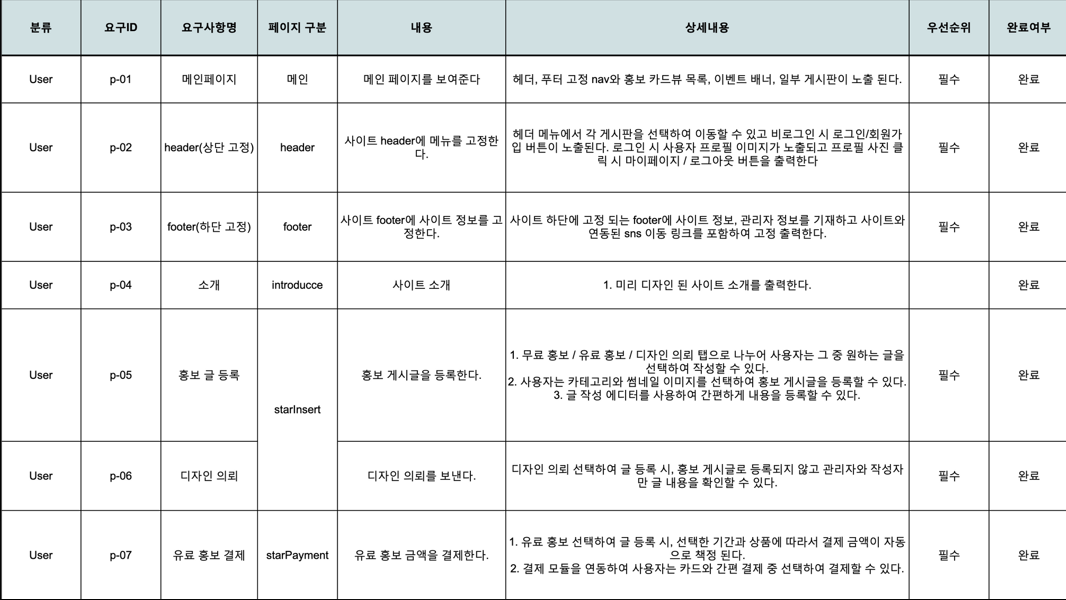 분류 요구ID 요구사항명 페이지 구분 내용 상세내용 우선순위 완료여부
User p-01 메인페이지 메인 메인 페이지를 보여준다 헤더, 푸터 고정 nav와 홍보 카드뷰 목록, 이벤트 배너, 일부 게시판이 노출 된다. 필수 완료
User p-02 header(상단 고정) header
사이트 header에 메뉴를 고정한
다.
헤더 메뉴에서 각 게시판을 선택하여 이동할 수 있고 비로그인 시 로그인/회원가
입 버튼이 노출된다. 로그인 시 사용자 프로필 이미지가 노출되고 프로필 사진 클
릭 시 마이페이지 / 로그아웃 버튼을 출력한다
필수 완료
User p-03 footer(하단 고정) footer
사이트 footer에 사이트 정보를 고
정한다.
사이트 하단에 고정 되는 footer에 사이트 정보, 관리자 정보를 기재하고 사이트와
연동된 sns 이동 링크를 포함하여 고정 출력한다.
필수 완료
User p-04 소개 introducce 사이트 소개 1. 미리 디자인 된 사이트 소개를 출력한다. 완료
User p-05 홍보 글 등록 starInsert 홍보 게시글을 등록한다.
1. 무료 홍보 / 유료 홍보 / 디자인 의뢰 탭으로 나누어 사용자는 그 중 원하는 글을
선택하여 작성할 수 있다.
2. 사용자는 카테고리와 썸네일 이미지를 선택하여 홍보 게시글을 등록할 수 있다.
3. 글 작성 에디터를 사용하여 간편하게 내용을 등록할 수 있다.
필수 완료
User p-06 디자인 의뢰 디자인 의뢰를 보낸다.
디자인 의뢰 선택하여 글 등록 시, 홍보 게시글로 등록되지 않고 관리자와 작성자
만 글 내용을 확인할 수 있다.
필수 완료
User p-07 유료 홍보 결제 starPayment 유료 홍보 금액을 결제한다.
1. 유료 홍보 선택하여 글 등록 시, 선택한 기간과 상품에 따라서 결제 금액이 자동
으로 책정 된다.
2. 결제 모듈을 연동하여 사용자는 카드와 간편 결제 중 선택하여 결제할 수 있다.
필수 완료